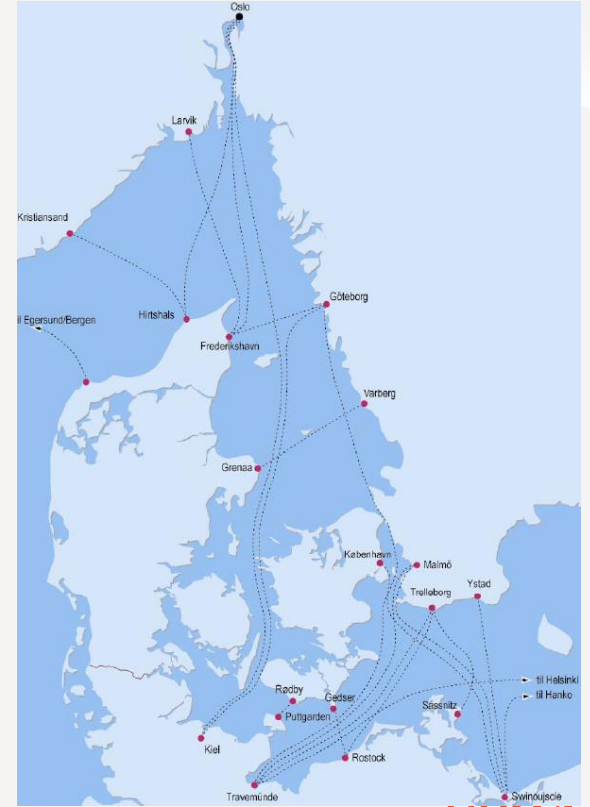 Oslo
Larvik
Kristiansand
Göteborg
il Egersund/Bergen
Hirtshals
Frederikshavn
Varberg
Grenaa
København
Malmö
Ystad
Trelleborg
til Helsinki
Rødby
til Hanko
Gedser
Sassnitz
Puttgarden
Kiel
Rostock
Travemünde
Swinoujscie